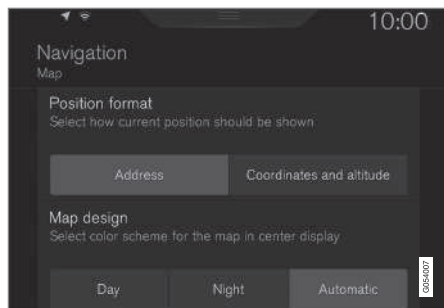 10:00
Navigation
Map
Position format
Select how current position should be shown
Address
Coordinates and altitude
Map design
Select color scheme for the map in center display
Day
Night
Automatic
G054007